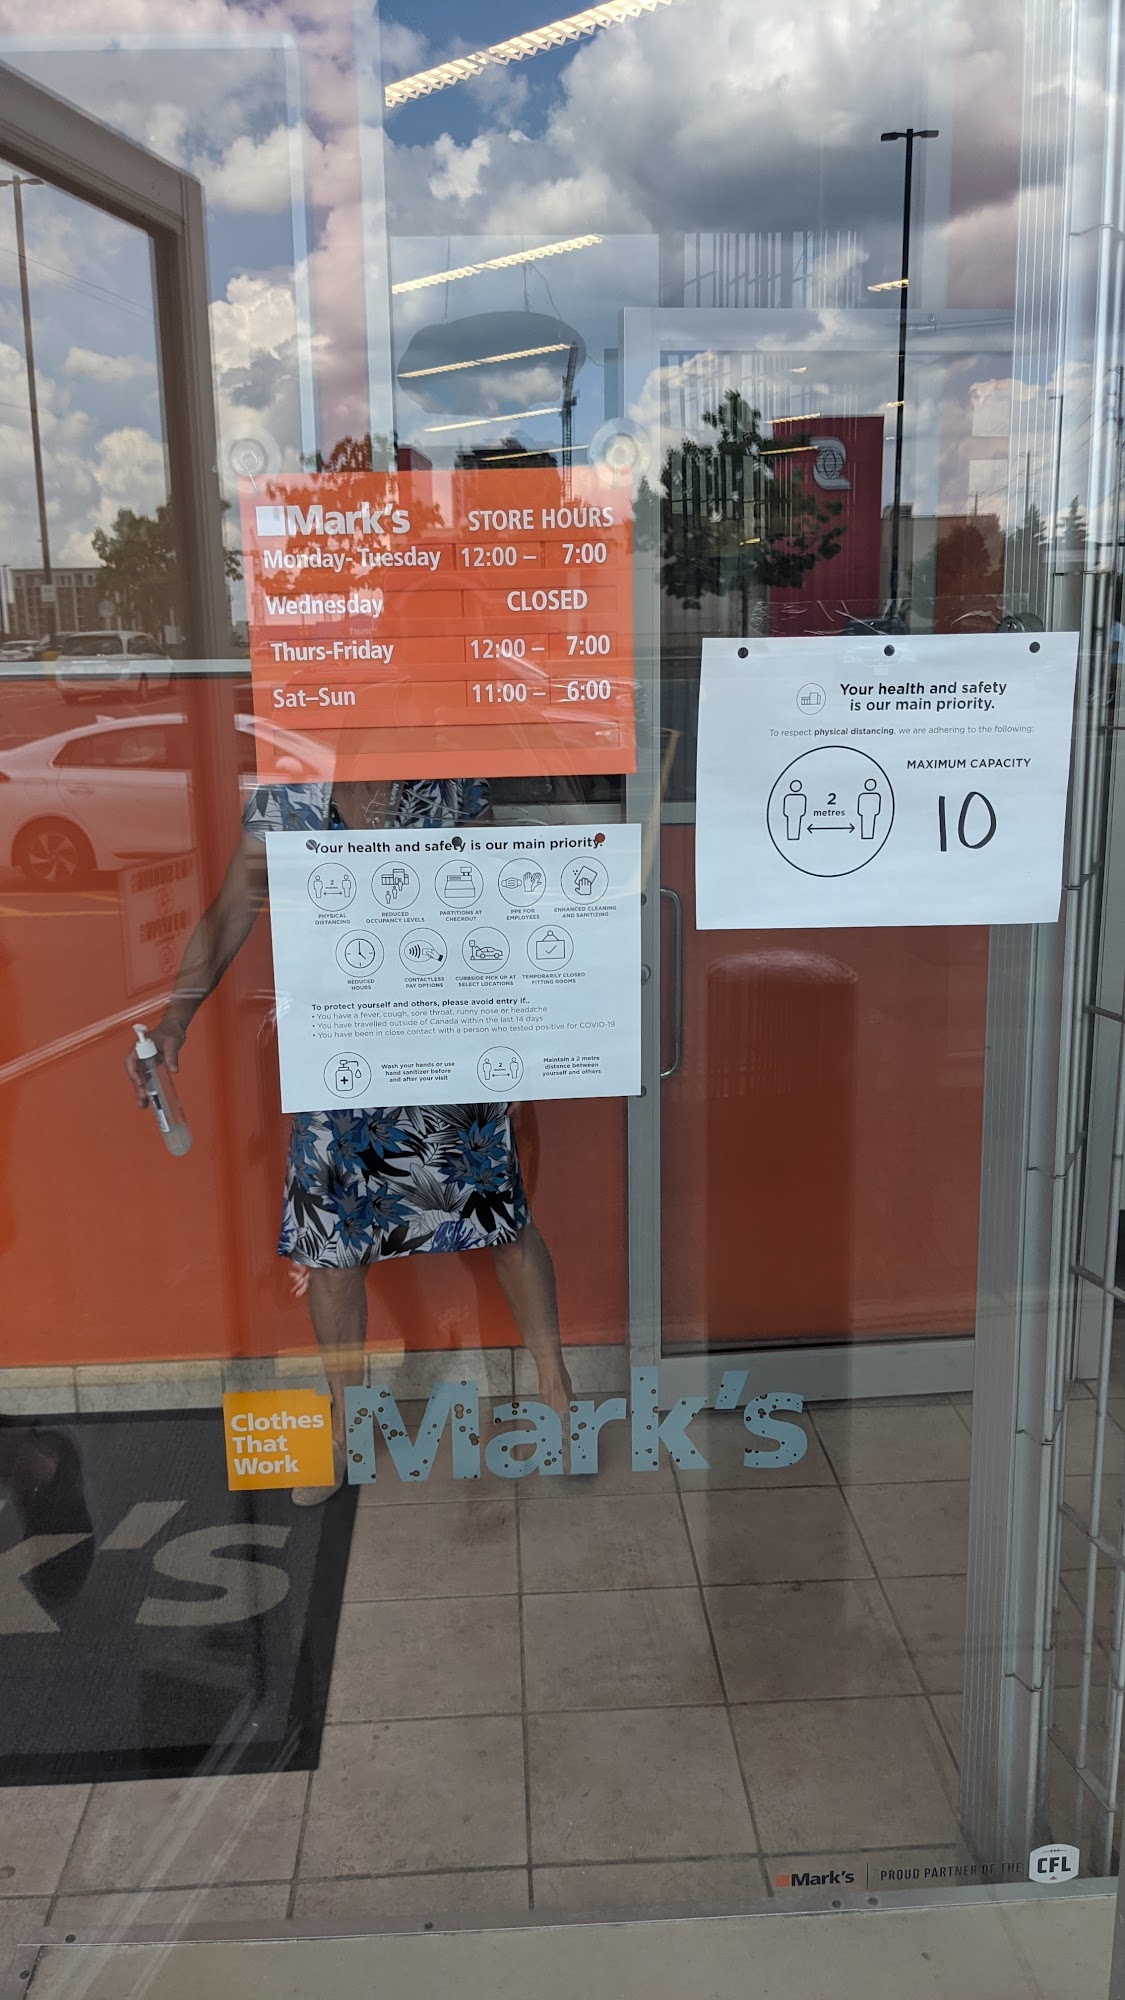 Mark's STORE HOURS
Monday-Tuesday 12:00 – 7:00
Wednesday CLOSED
Thurs-Friday 12:00 – 7:00
Sat–Sun 11:00 – 6:00
Your health and safety
is our main priority.
To respect physical distancing, we are adhering to the following:
MAXIMUM CAPACITY
2
metres
10
Your health and safety is our main priority.
2
PHYSICAL
DISTANCING
REDUCED
OCCUPANCY LEVELS
PARTITIONS AT
CHECKOUT
PPE FOR
EMPLOYEES
ENHANCED CLEANING
AND SANITIZING
REDUCED
HOURS
CONTACTLESS
PAY OPTIONS
CURBSIDE PICK UP AT
SELECT LOCATIONS
TEMPORARILY CLOSED
FITTING ROOMS
To protect yourself and others, please avoid entry if..
• You have a fever, cough, sore throat, runny nose or headache
• You have travelled outside of Canada within the last 14 days
• You have been in close contact with a person who tested positive for COVID-19
Wash your hands or use
hand sanitizer before
and after your visit
2
Maintain a 2 metre
distance between
yourself and others
Clothes
That
Work
Mark's
k's
Mark's PROUD PARTNER OF THE CFL